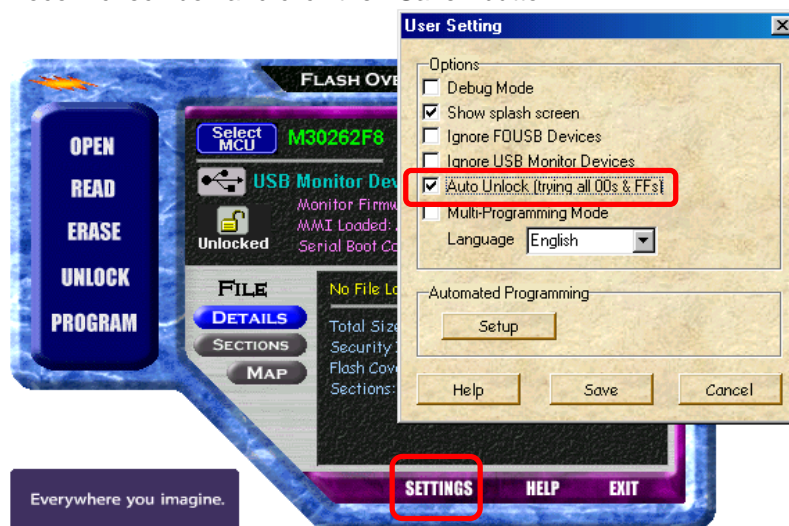 User Setting
FLASH OVE
Options
Debug Mode
Show splash screen
Ignore FOUSB Devices
Ignore USB Monitor Devices
Auto Unlock (trying all 00s & FFs)
Multi-Programming Mode
Language English
Automated Programming
Setup
Help Save Cancel
OPEN
READ
ERASE
UNLOCK
PROGRAM
Select MCU
M30262F8
USB Monitor Dev
Monitor Firmw
MMI Loaded:
Serial Boot Co
Unlocked
FILE
DETAILS
SECTIONS
MAP
No File Lo
Total Size
Security
Flash Cov
Sections:
SETTINGS HELP EXIT
Everywhere you imagine.